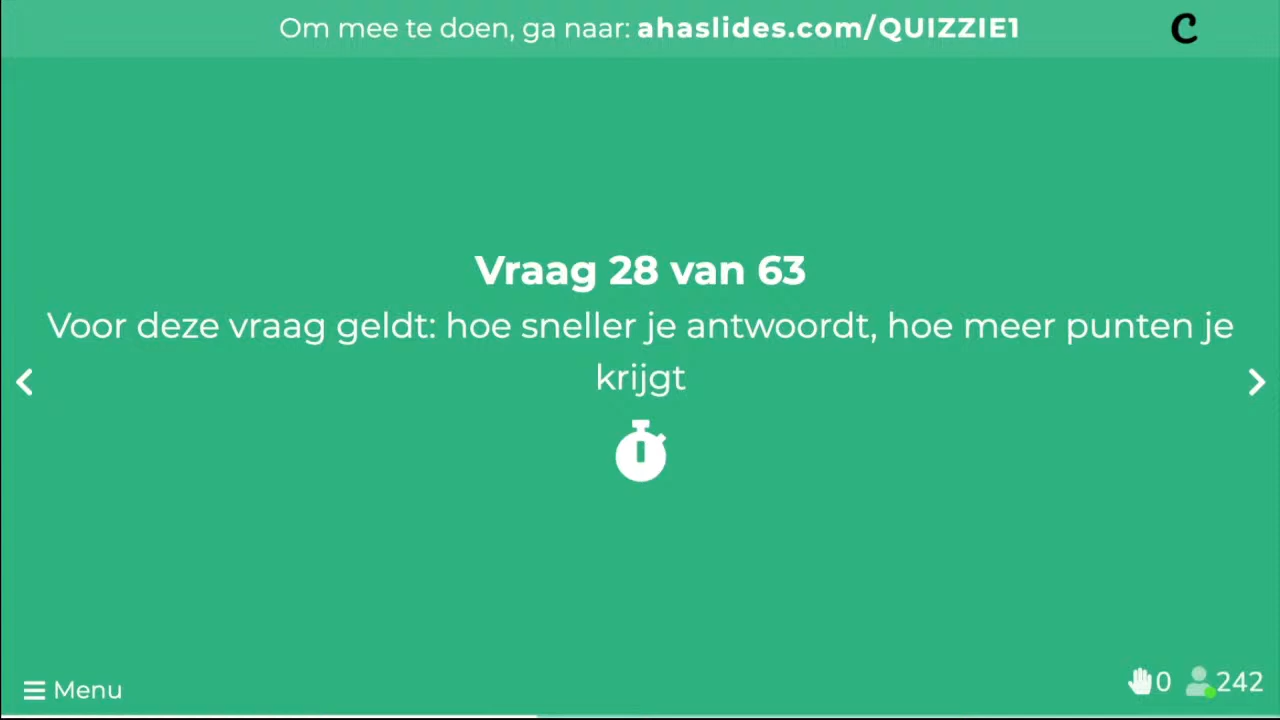 Om mee te doen, ga naar: ahaslides.com/QUIZZIE1
C
Vraag 28 van 63
Voor deze vraag geldt: hoe sneller je antwoordt, hoe meer punten je
krijgt
Menu
0 242